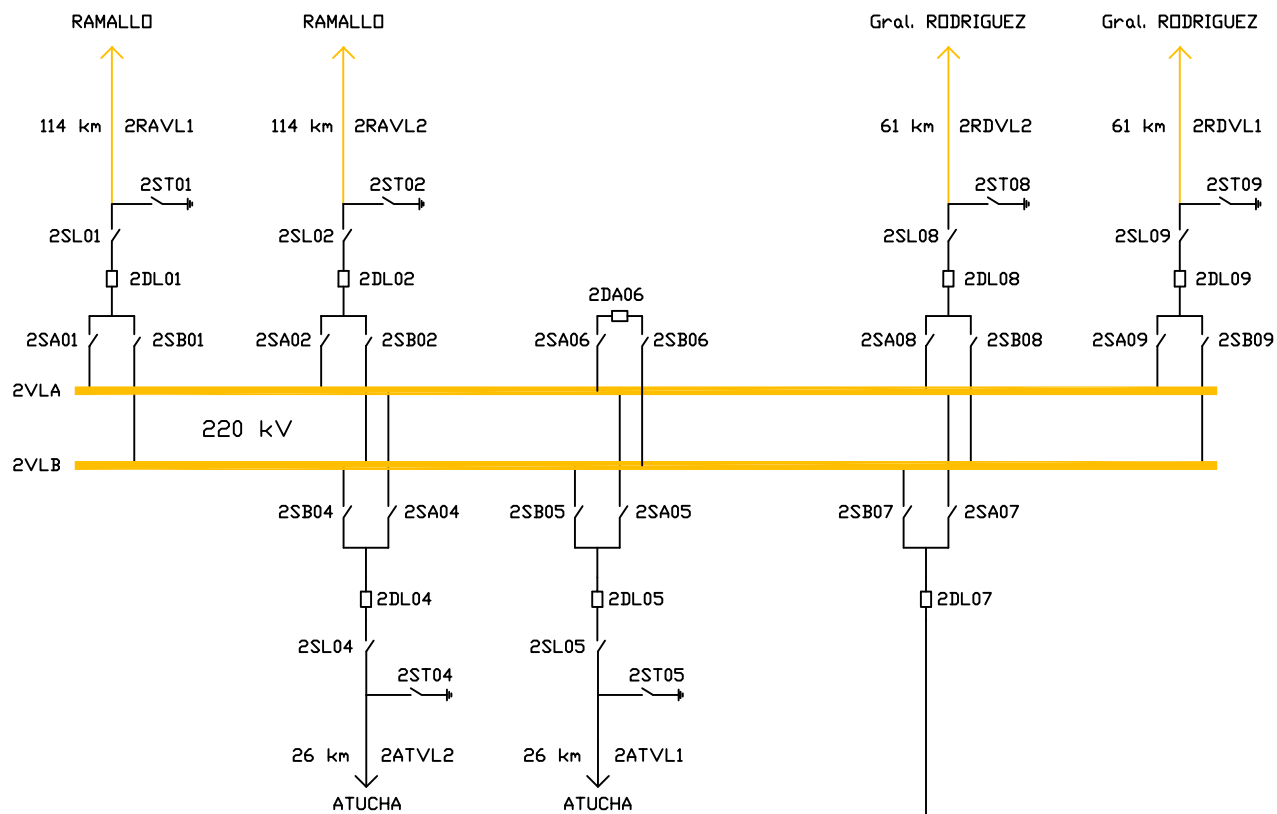 RAMALLO
RAMALLO
Gral. RODRIGUEZ
Gral. RODRIGUEZ
114 km 2RAVL1
114 km 2RAVL2
61 km 2RDVL2
61 km 2RDVL1
2ST01
2ST02
2ST08
2ST09
2SL01
2SL02
2SL08
2SL09
2DL01
2DL02
2DL08
2DL09
2DA06
2SA01
2SB01
2SA02
2SB02
2SA06
2SB06
2SA08
2SB08
2SA09
2SB09
2VLA
220 kV
2VLB
2SB04
2SA04
2SB05
2SA05
2SB07
2SA07
2DL04
2DL05
2DL07
2SL04
2SL05
2ST04
2ST05
26 km 2ATVL2
26 km 2ATVL1
ATUCHA
ATUCHA